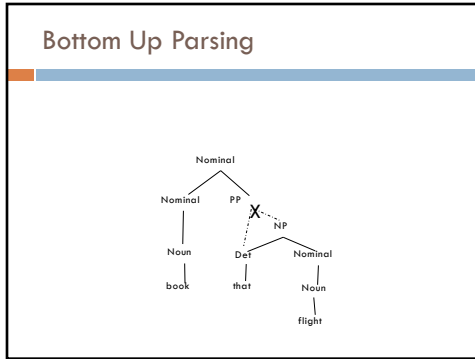 Bottom Up Parsing
Nominal
Nominal PP
X
NP
Noun Det Nominal
book that Noun
flight